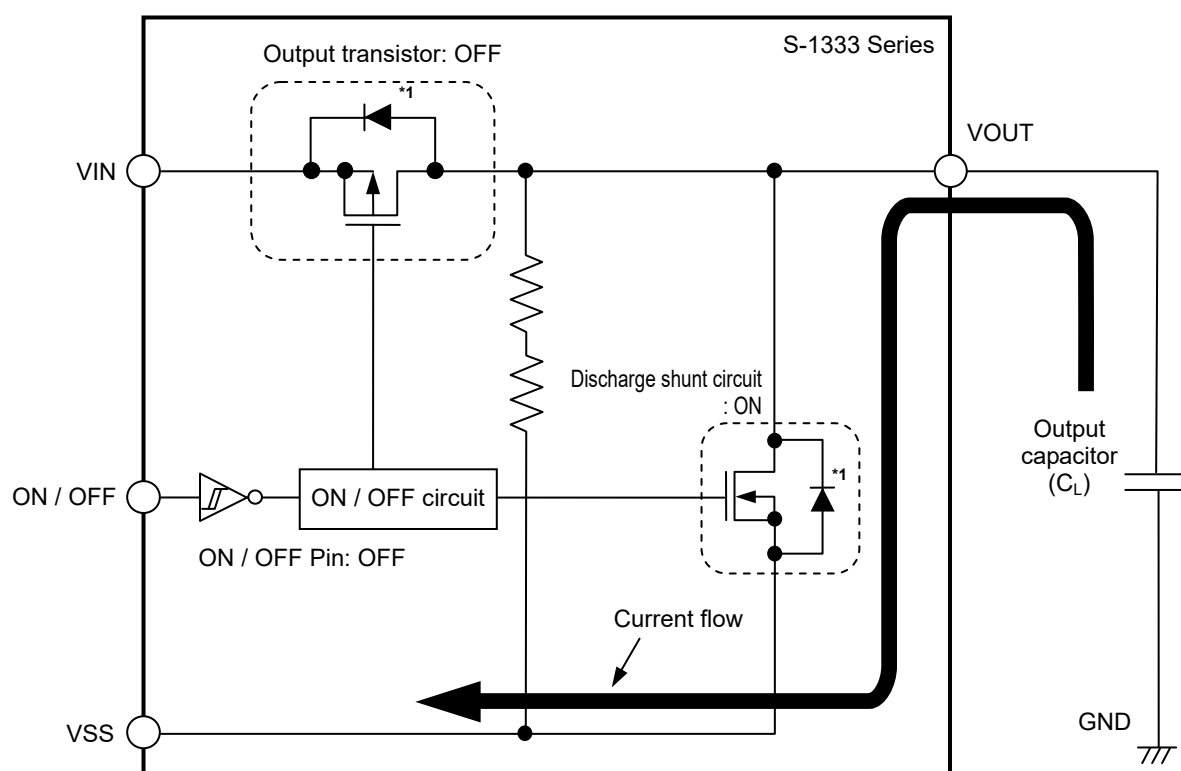 S-1333 Series
Output transistor: OFF
*1
VOUT
VIN
Discharge shunt circuit
: ON
*1
Output
capacitor
(CL)
ON / OFF
ON / OFF circuit
ON / OFF Pin: OFF
Current flow
GND
VSS